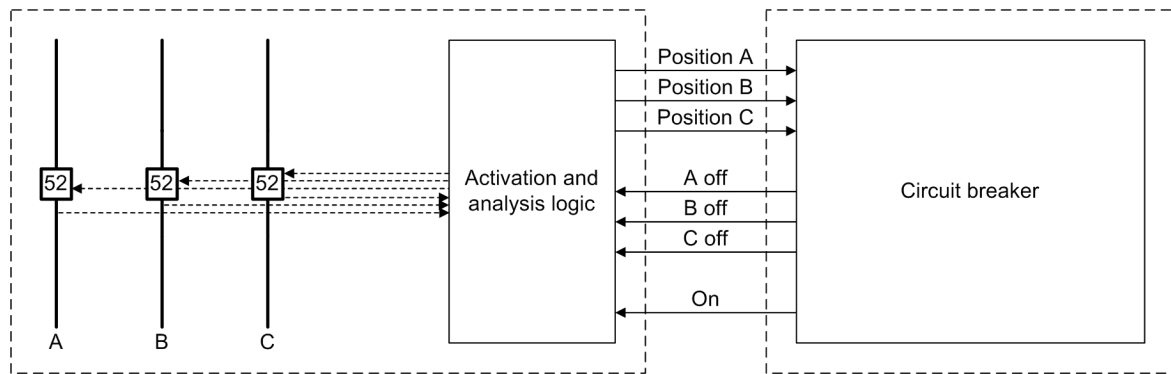 Position A
Position B
Position C
52 52 52
Activation and
analysis logic
A off
B off
C off
On
Circuit breaker
A B C